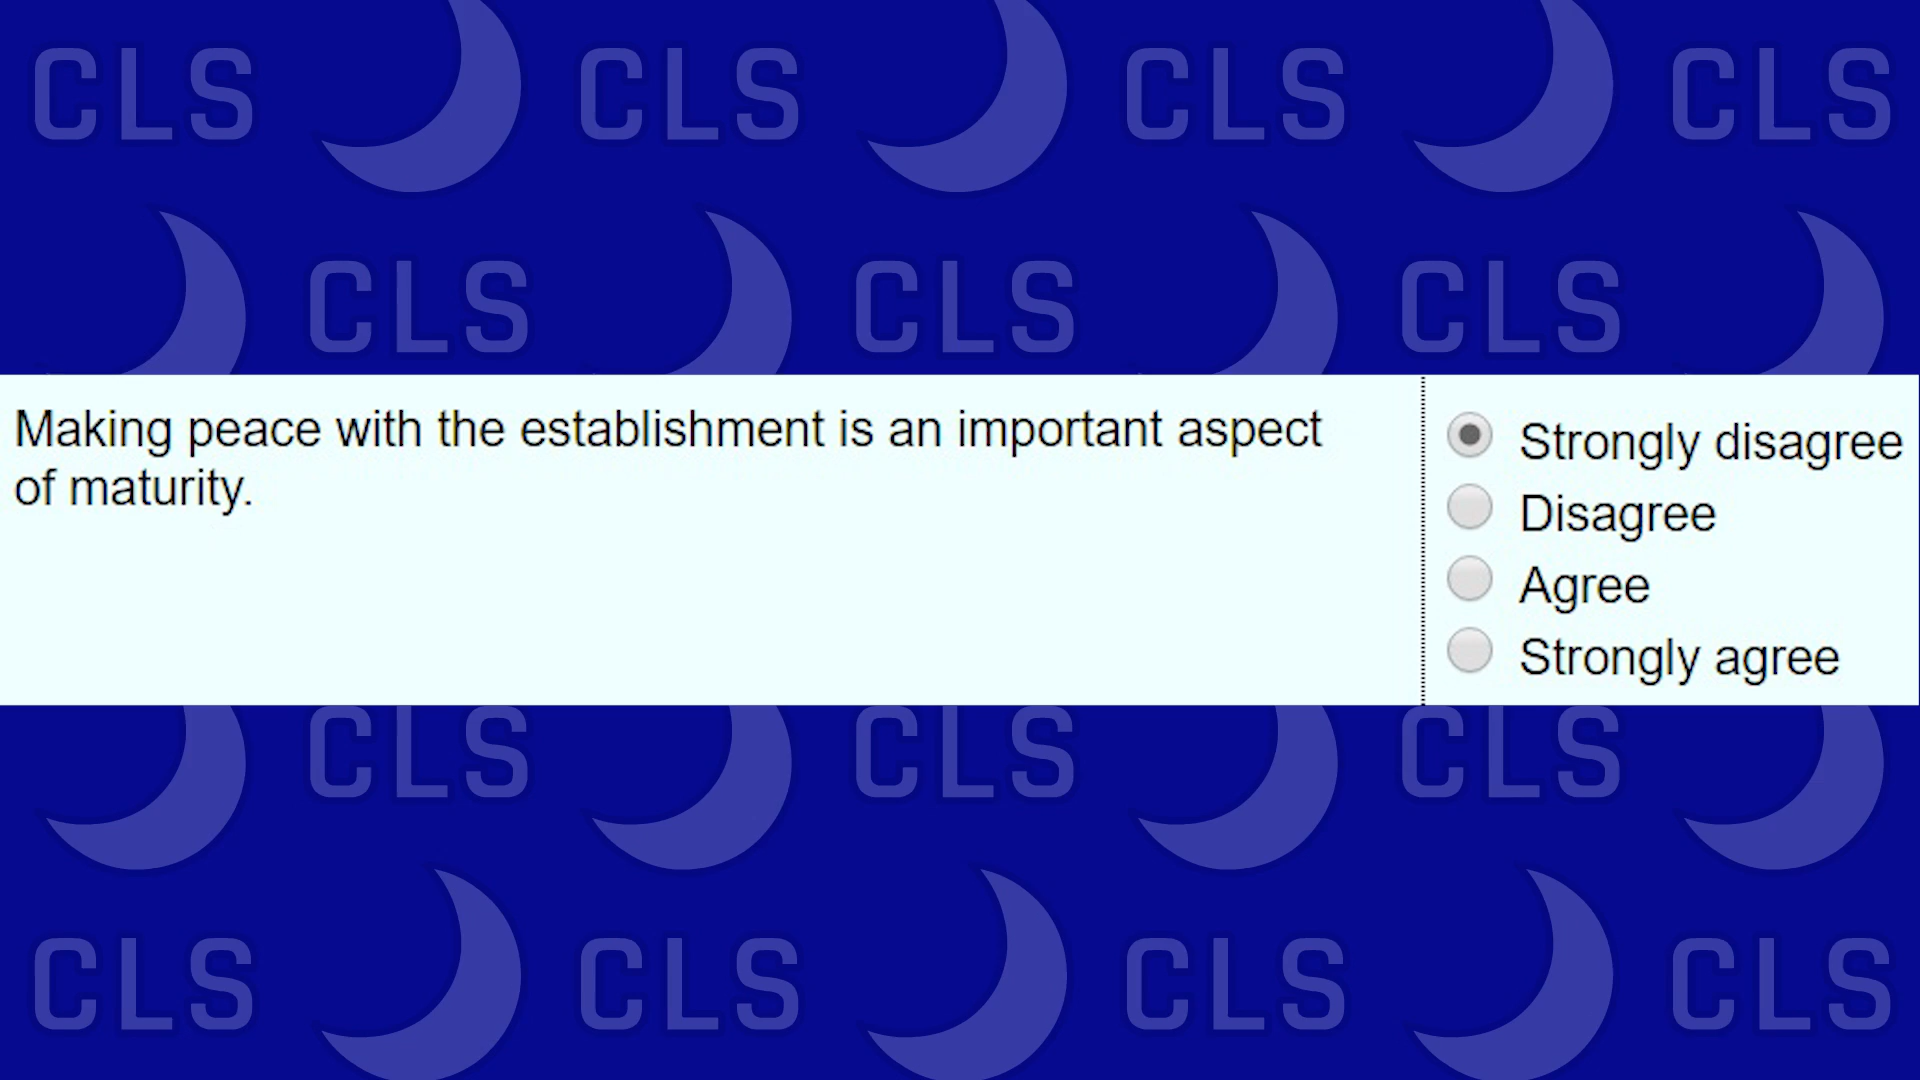 CLS CLS CLS CLS
CLS CLS CLS
Making peace with the establishment is an important aspect
of maturity.
Strongly disagree
Disagree
Agree
Strongly agree
CLS CLS CLS
CLS CLS CLS CLS